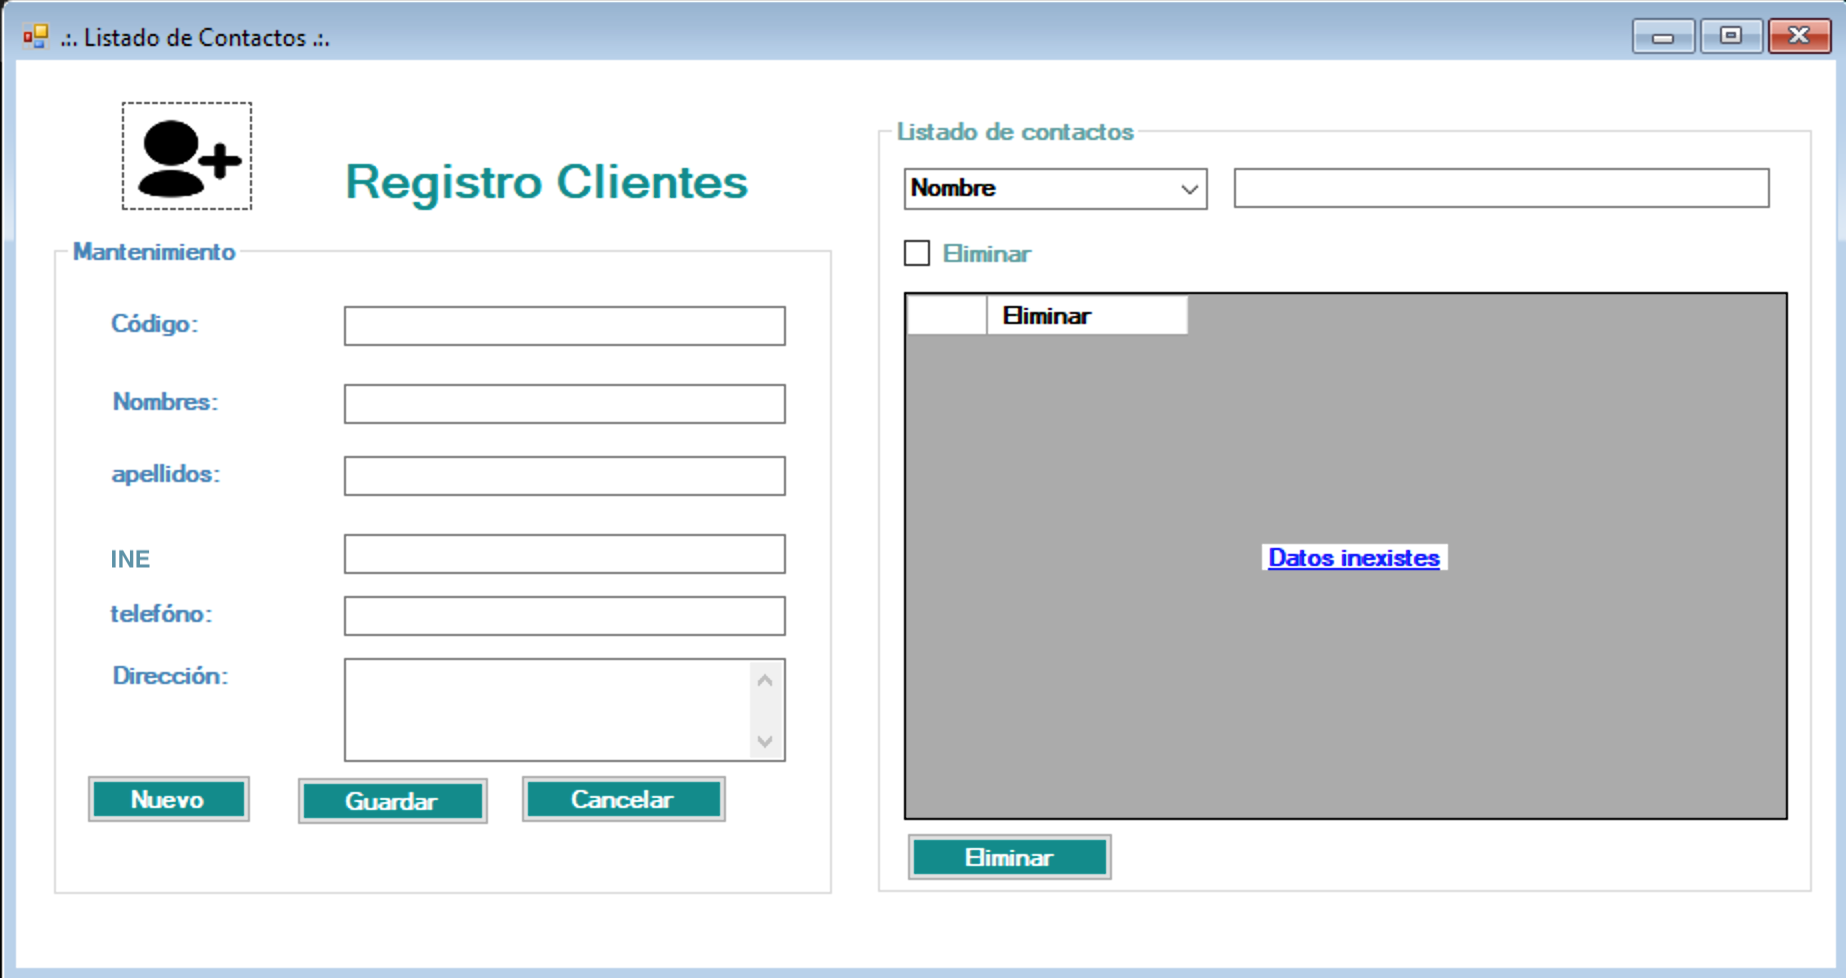 .:. Listado de Contactos .:.
Registro Clientes
Mantenimiento
Código:
Nombres:
apellidos:
INE
telefóno:
Dirección:
Nuevo
Guardar
Cancelar
Listado de contactos
Nombre
Eliminar
Eliminar
Datos inexistes
Eliminar